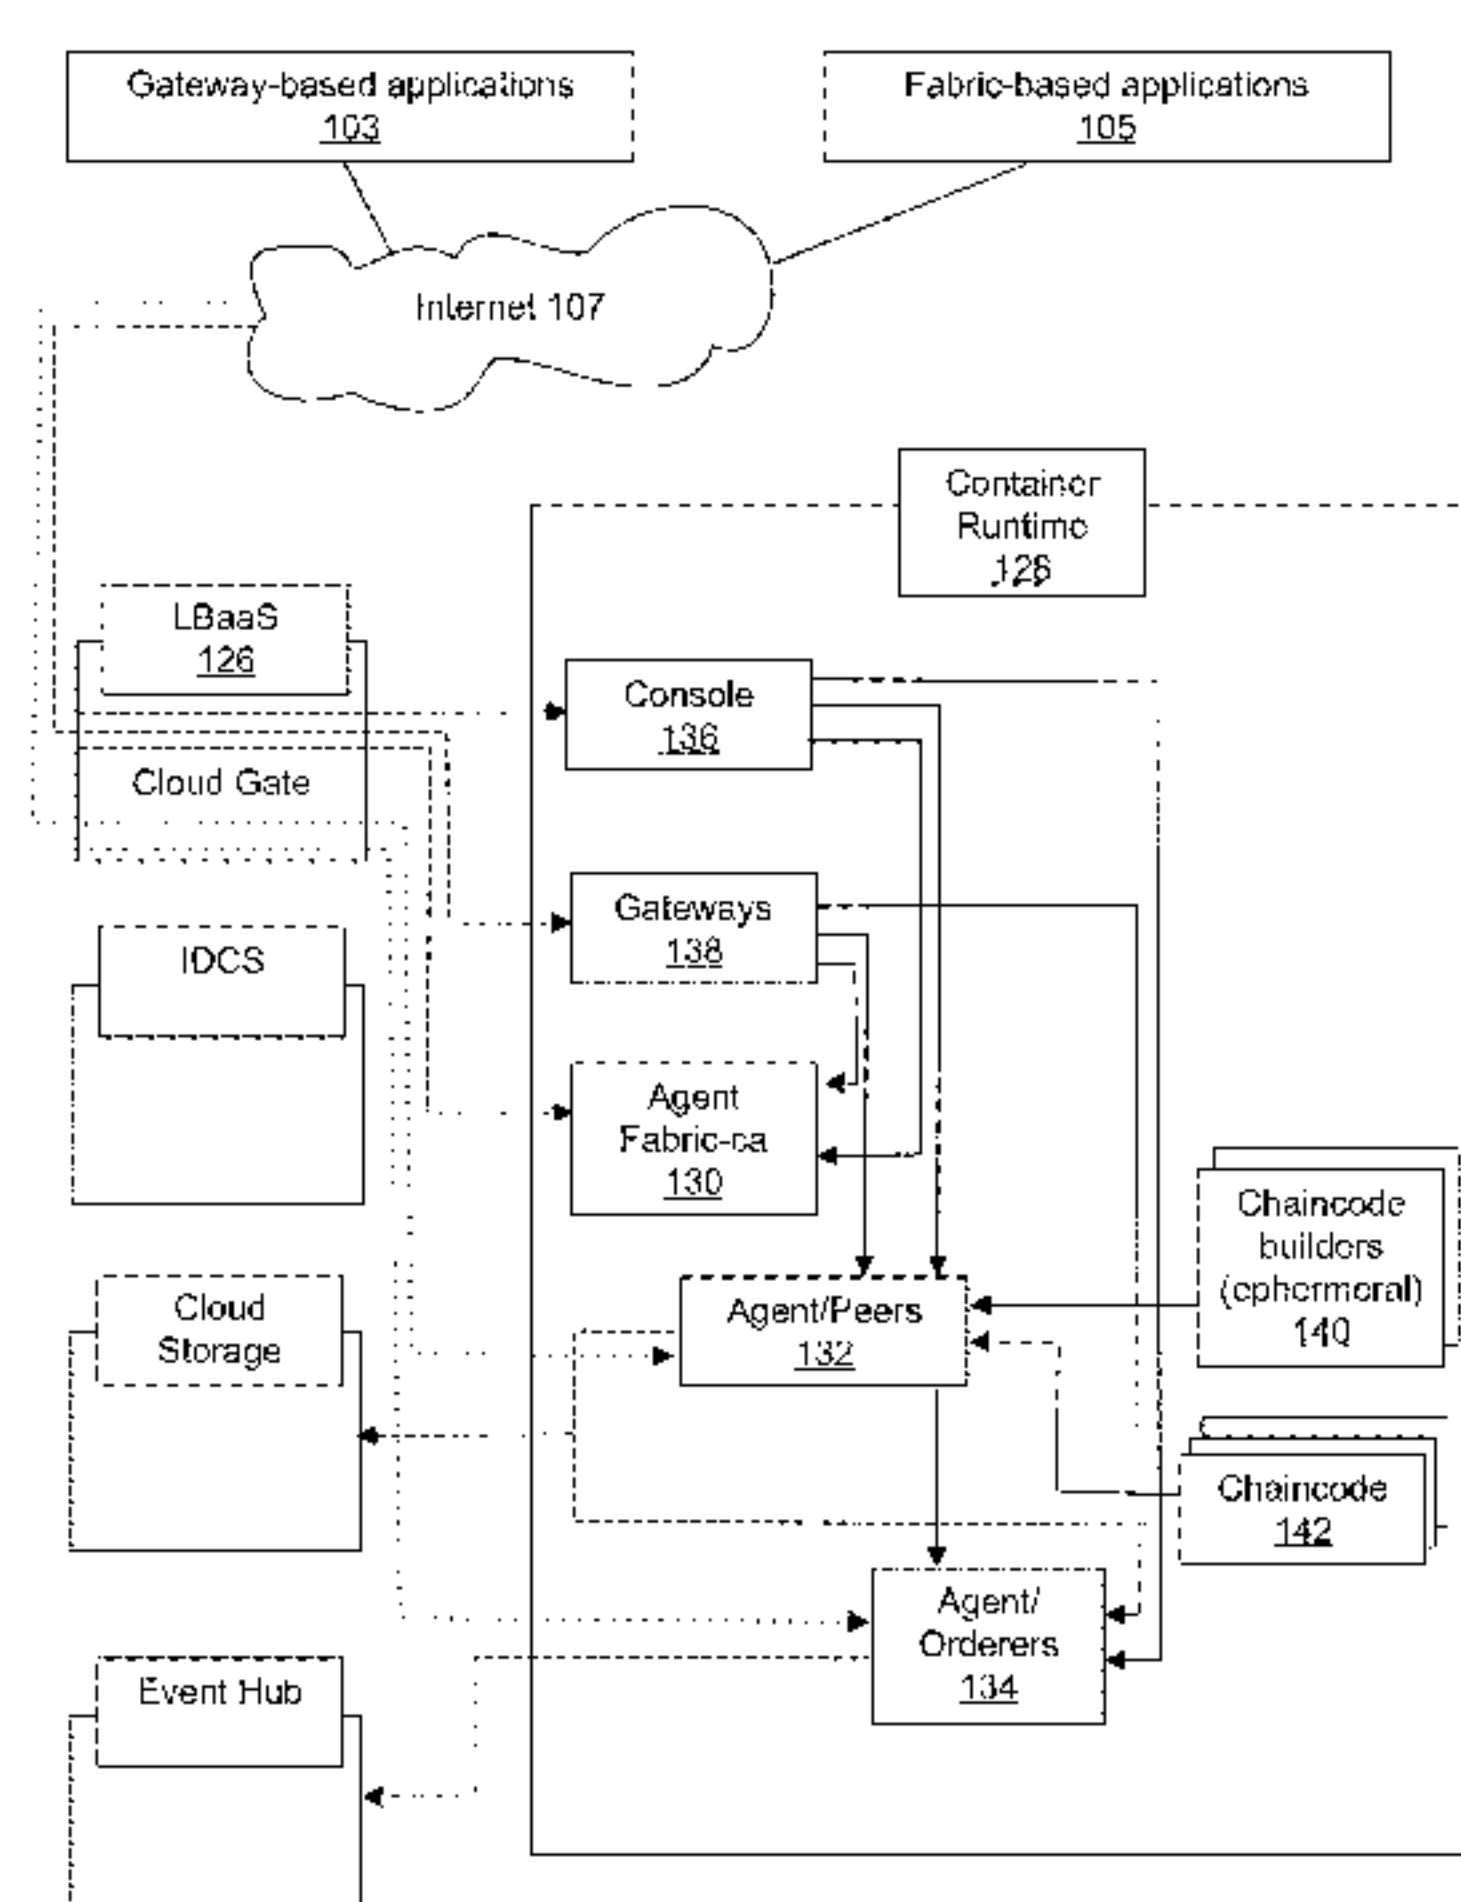 Gateway-based applications
103
Fabric-based applications
105
Internet 107
Container
Runtime
128
LBaaS
126
Cloud Gate
Console
136
Gateways
138
IDCS
Agent
Fabric-ca
130
Chaincode
builders
(ephermeral)
140
Cloud
Storage
Agent/Peers
132
Chaincode
142
Agent/
Orderers
134
Event Hub